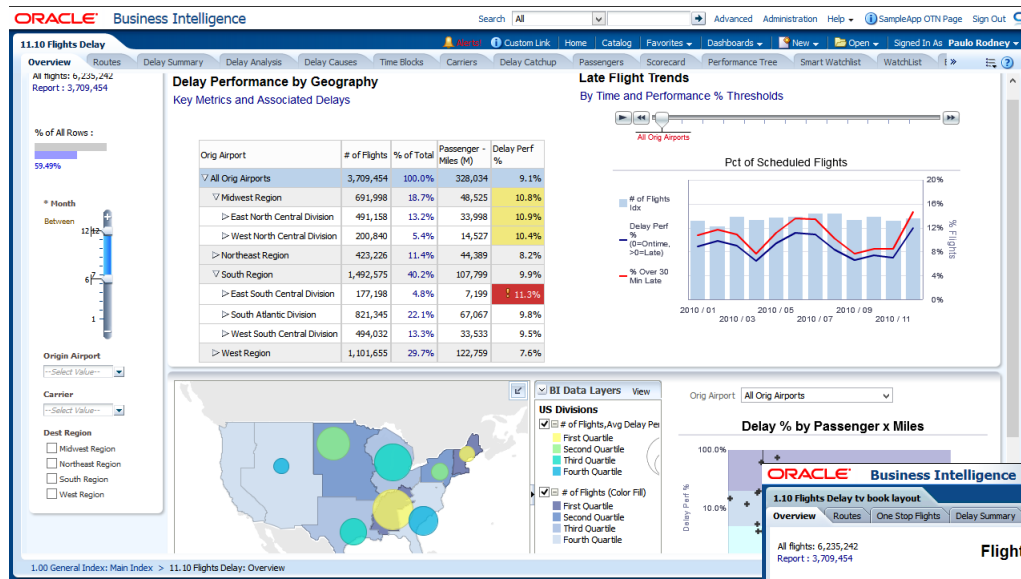 ORACLE Business Intelligence
Search All Advanced Administration Help SampleApp OTN Page Sign Out
11.10 Flights Delay
Alerts! Custom Link Home Catalog Favorites Dashboards New Open Signed In As Paulo Rodney
Overview Routes Delay Summary Delay Analysis Delay Causes Time Blocks Carriers Delay Catchup Passengers Scorecard Performance Tree Smart Watchlist WatchList
All flights: 6,235,242
Report : 3,709,454
% of All Rows :
59.49%
* Month
Between
12 12
7
6
1
Origin Airport
--Select Value--
Carrier
--Select Value--
Dest Region
Midwest Region
Northeast Region
South Region
West Region
Delay Performance by Geography
Key Metrics and Associated Delays
Orig Airport # of Flights % of Total Passenger - Miles (M) Delay Perf %
All Orig Airports 3,709,454 100.0% 328,034 9.1%
Midwest Region 691,998 18.7% 48,525 10.8%
East North Central Division 491,158 13.2% 33,998 10.9%
West North Central Division 200,840 5.4% 14,527 10.4%
Northeast Region 423,226 11.4% 44,389 8.2%
South Region 1,492,575 40.2% 107,799 9.9%
East South Central Division 177,198 4.8% 7,199 ! 11.3%
South Atlantic Division 821,345 22.1% 67,067 9.8%
West South Central Division 494,032 13.3% 33,533 9.5%
West Region 1,101,655 29.7% 122,759 7.6%
Late Flight Trends
By Time and Performance % Thresholds
All Orig Airports
Pct of Scheduled Flights
# of Flights
Idx
Delay Perf
%
(0=Ontime,
>0=Late)
% Over 30
Min Late
20%
16%
12%
8%
4%
0%
% Flights
2010 / 01 2010 / 05 2010 / 09
2010 / 03 2010 / 07 2010 / 11
BI Data Layers View
US Divisions
# of Flights,Avg Delay Per
First Quartile
Second Quartile
Third Quartile
Fourth Quartile
# of Flights (Color Fill)
First Quartile
Second Quartile
Third Quartile
Fourth Quartile
Orig Airport All Orig Airports
Delay % by Passenger x Miles
100.0%
10.0%
Delay Perf %
ORACLE Business Intelligence
1.10 Flights Delay tv book layout
Overview Routes One Stop Flights Delay Summary
All flights: 6,235,242
Report : 3,709,454
Flight
1.00 General Index: Main Index > 11.10 Flights Delay: Overview